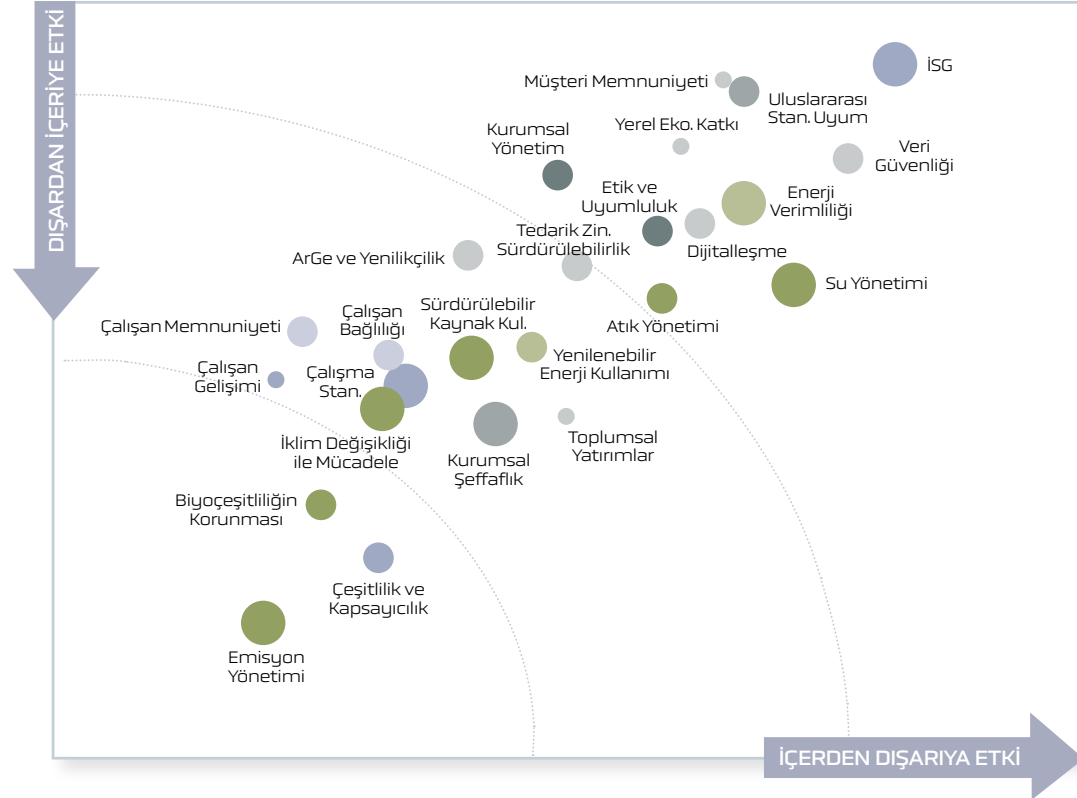 DIŞARDAN İÇERİYE ETKİ
İSG
Müşteri Memnuniyeti
Uluslararası
Stan. Uyum
Yerel Eko. Katkı
Kurumsal
Yönetim
Veri
Güvenliği
Etik ve
Uyumluluk
Enerji
Verimliliği
Tedarik Zin.
Sürdürülebilirlik
Dijitalleşme
ArGe ve Yenilikçilik
Su Yönetimi
Sürdürülebilir
Kaynak Kul.
Çalışan
Bağlılığı
Çalışan Memnuniyeti
Atık Yönetimi
Yenilenebilir
Enerji Kullanımı
Çalışan
Gelişimi
Çalışma
Stan.
İklim Değişikliği
ile Mücadele
Kurumsal
Şeffaflık
Toplumsal
Yatırımlar
Biyoçeşitliliğin
Korunması
Çeşitlilik ve
Kapsayıcılık
Emisyon
Yönetimi
İÇERDEN DIŞARIYA ETKİ